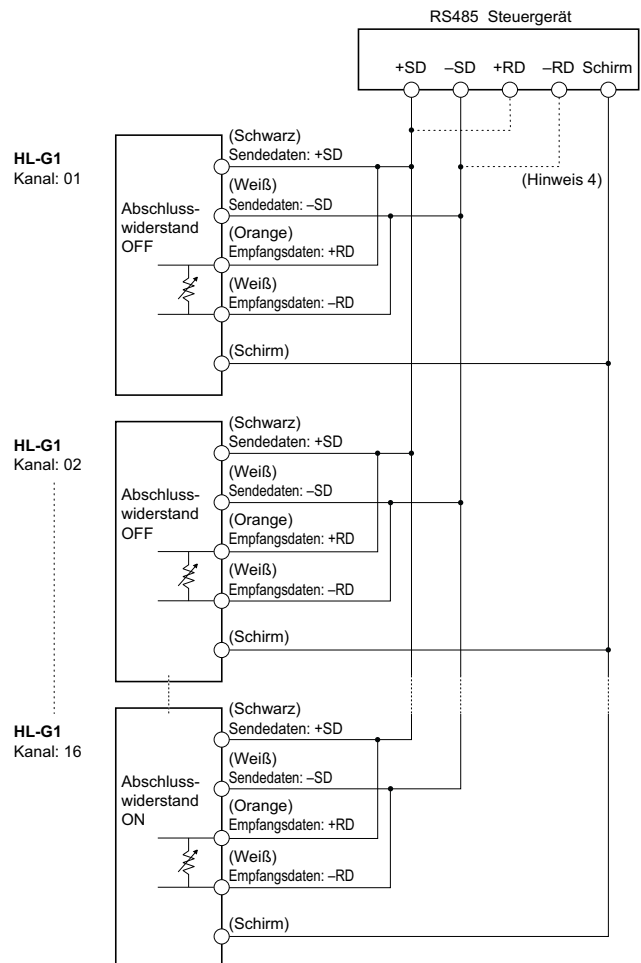 RS485 Steuergerät
+SD –SD +RD –RD Schirm
(Hinweis 4)
HL-G1
Kanal: 01
Abschluss-
widerstand
OFF
(Schwarz)
Sendedaten: +SD
(Weiß)
Sendedaten: –SD
(Orange)
Empfangsdaten: +RD
(Weiß)
Empfangsdaten: –RD
(Schirm)
HL-G1
Kanal: 02
Abschluss-
widerstand
OFF
(Schwarz)
Sendedaten: +SD
(Weiß)
Sendedaten: –SD
(Orange)
Empfangsdaten: +RD
(Weiß)
Empfangsdaten: –RD
(Schirm)
HL-G1
Kanal: 16
Abschluss-
widerstand
ON
(Schwarz)
Sendedaten: +SD
(Weiß)
Sendedaten: –SD
(Orange)
Empfangsdaten: +RD
(Weiß)
Empfangsdaten: –RD
(Schirm)